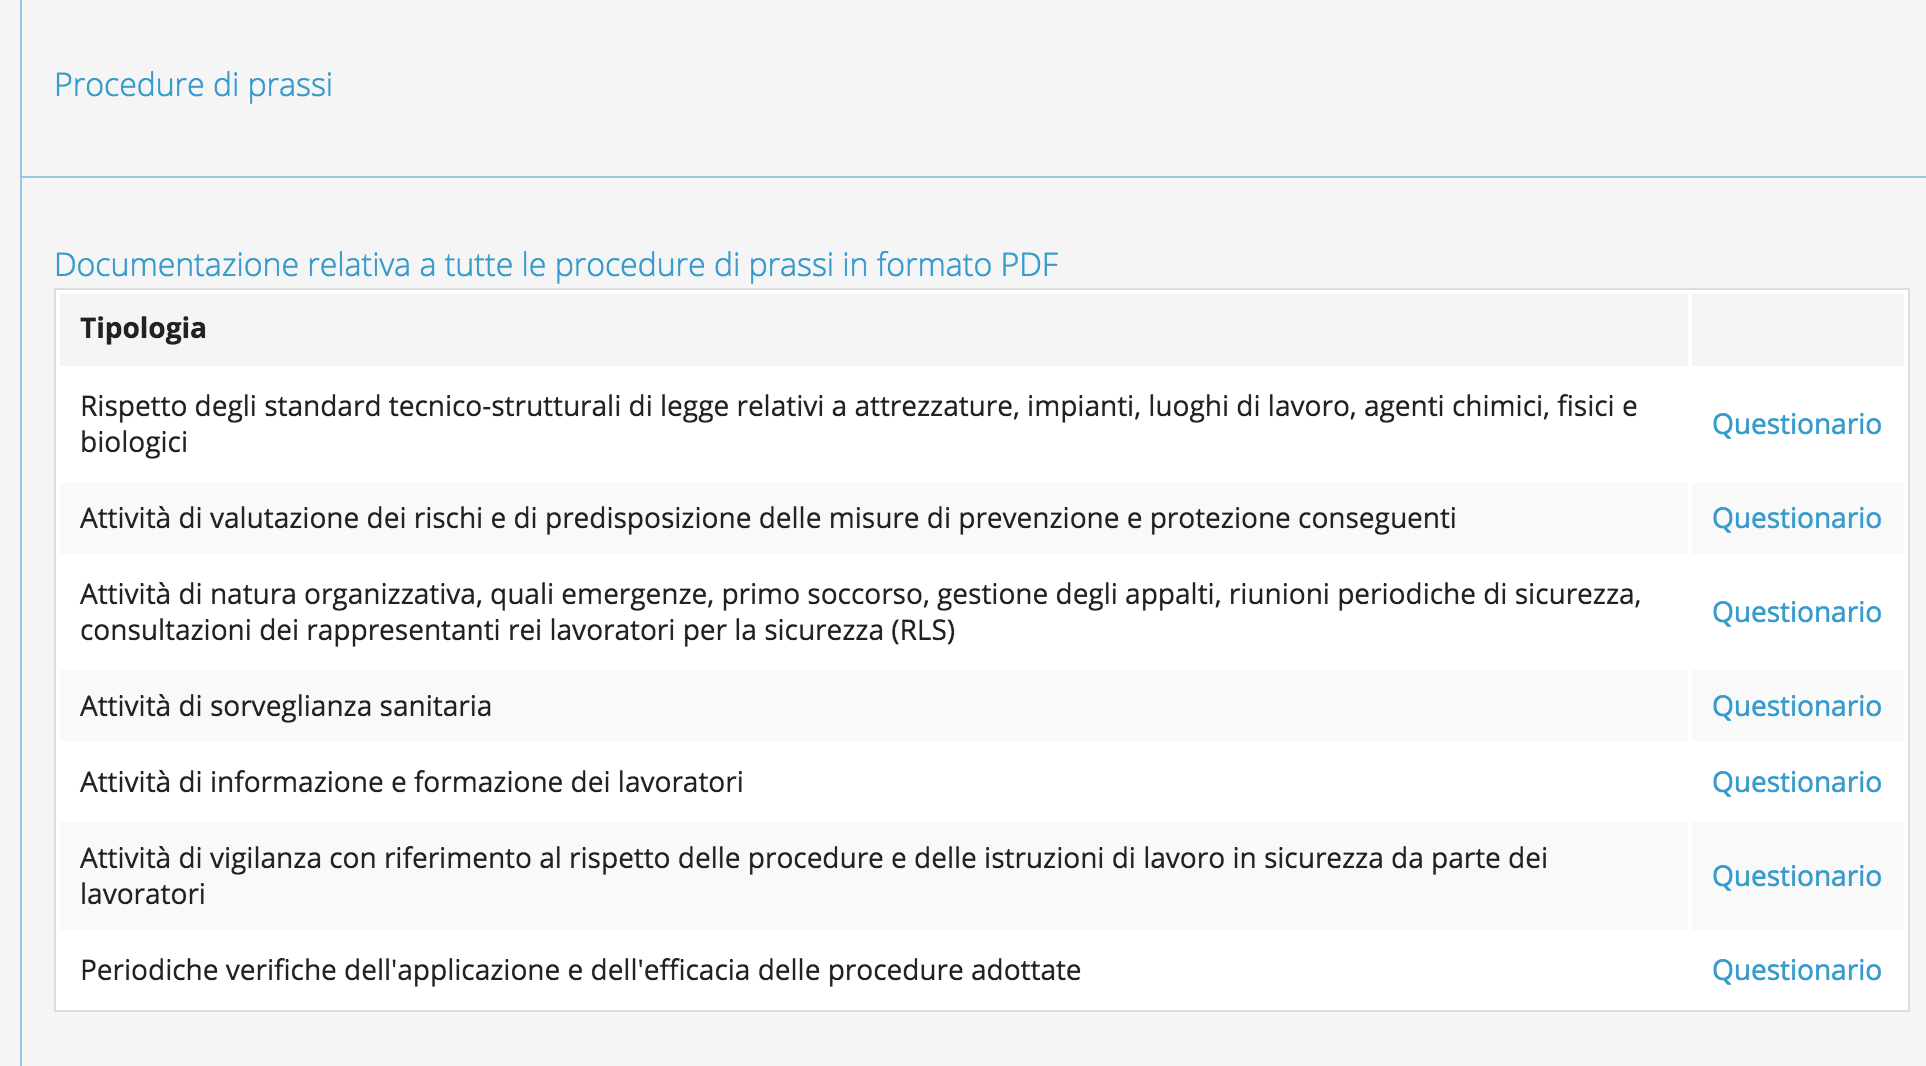 Procedure di prassi
Documentazione relativa a tutte le procedure di prassi in formato PDF
Tipologia
Rispetto degli standard tecnico-strutturali di legge relativi a attrezzature, impianti, luoghi di lavoro, agenti chimici, fisici e
biologici
Questionario
Attività di valutazione dei rischi e di predisposizione delle misure di prevenzione e protezione conseguenti
Questionario
Attività di natura organizzativa, quali emergenze, primo soccorso, gestione degli appalti, riunioni periodiche di sicurezza,
consultazioni dei rappresentanti rei lavoratori per la sicurezza (RLS)
Questionario
Attività di sorveglianza sanitaria
Questionario
Attività di informazione e formazione dei lavoratori
Questionario
Attività di vigilanza con riferimento al rispetto delle procedure e delle istruzioni di lavoro in sicurezza da parte dei
lavoratori
Questionario
Periodiche verifiche dell'applicazione e dell'efficacia delle procedure adottate
Questionario